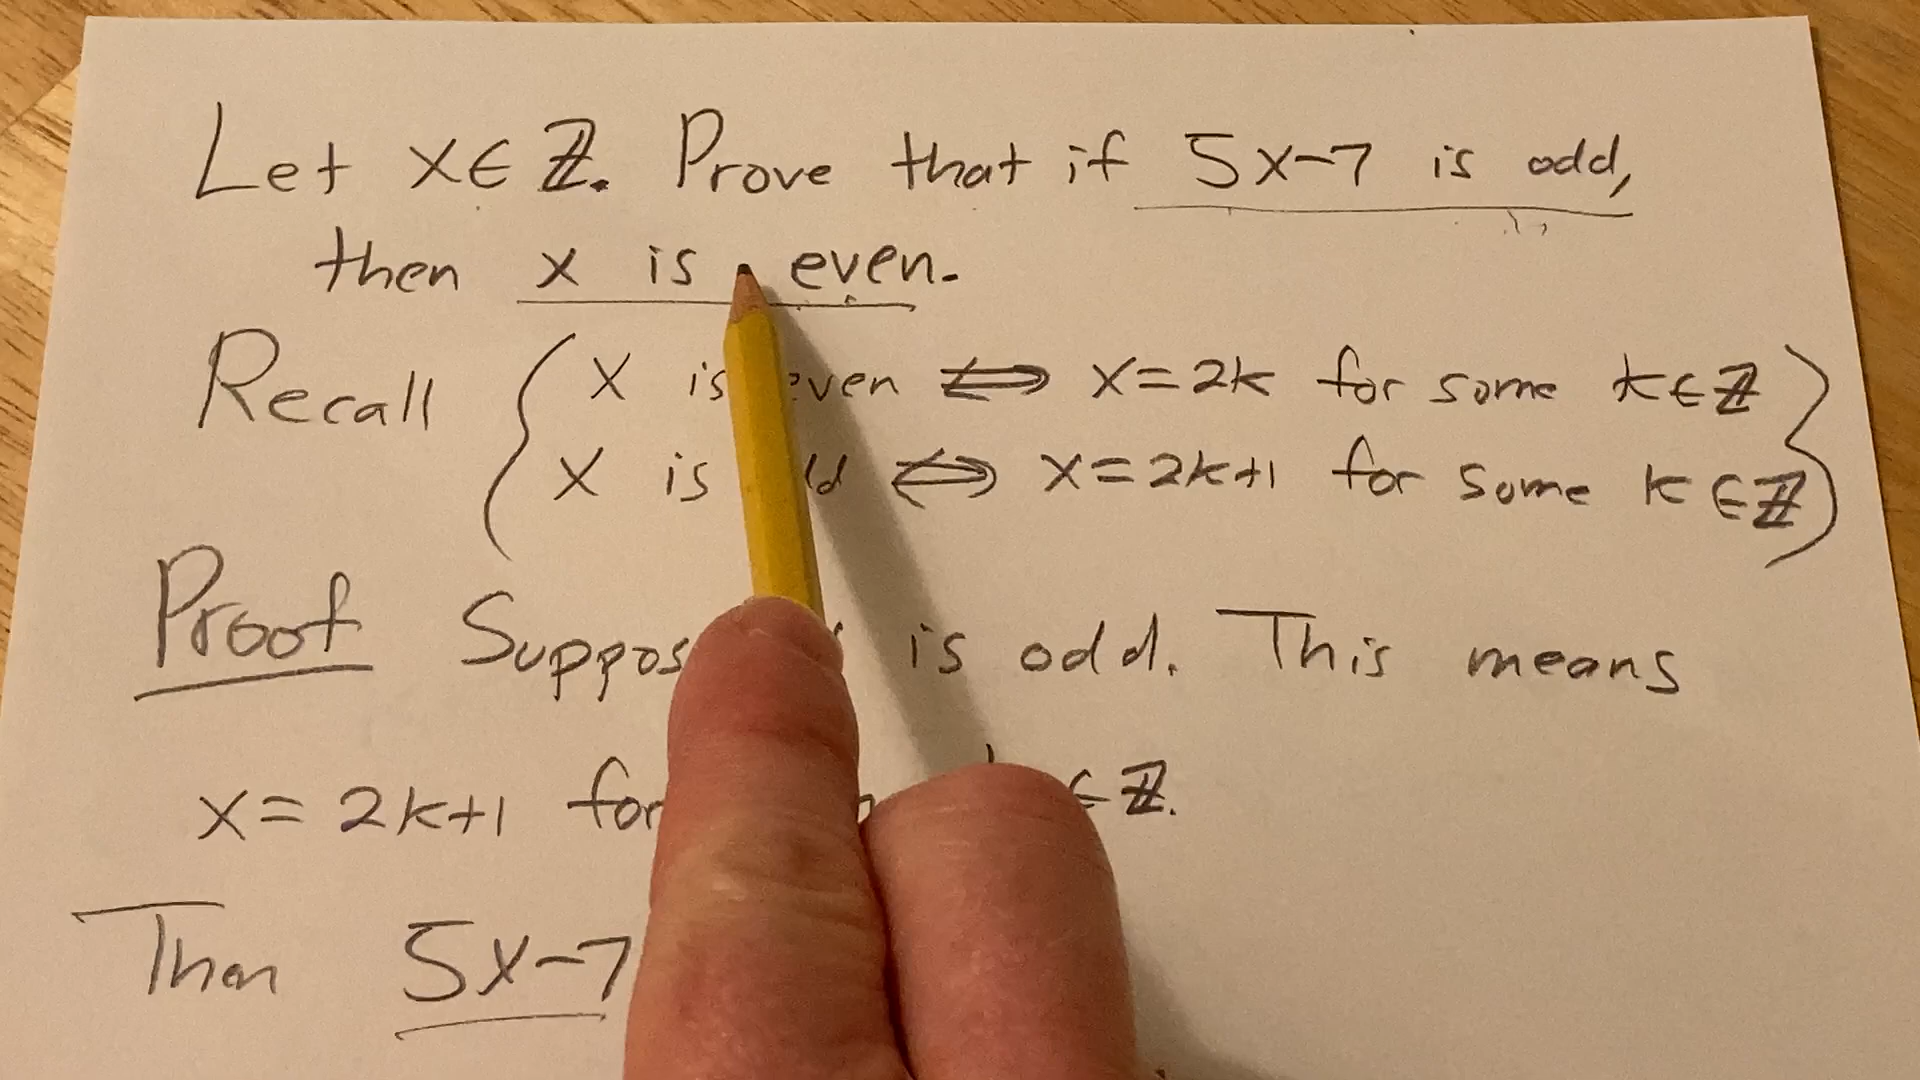 Let x∈ℤ. Prove that if 5x-7 is odd,
then x is even.
Recall
x is even ⟺ x=2k for some k∈ℤ
x is ⟺ x=2k+1 for some k∈ℤ
Proof is odd. This means
x=2k+1 for ∈ℤ.
Then 5x-7